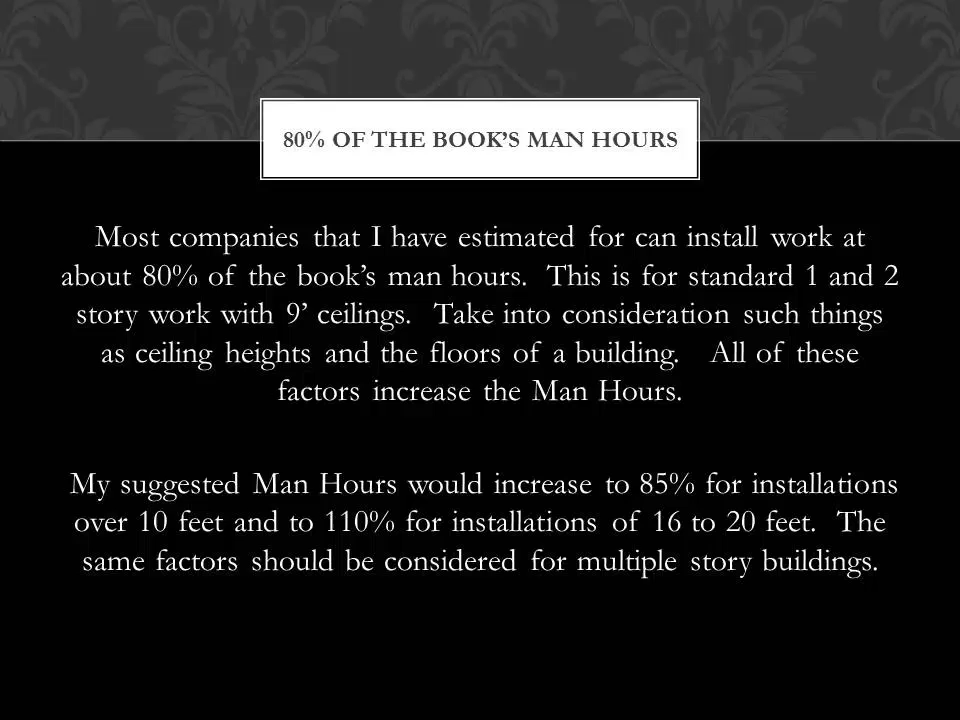 80% OF THE BOOK’S MAN HOURS
Most companies that I have estimated for can install work at
about 80% of the book’s man hours.  This is for standard 1 and 2
story work with 9’ ceilings.  Take into consideration such things
as ceiling heights and the floors of a building.   All of these
factors increase the Man Hours.
My suggested Man Hours would increase to 85% for installations
over 10 feet and to 110% for installations of 16 to 20 feet.  The
same factors should be considered for multiple story buildings.